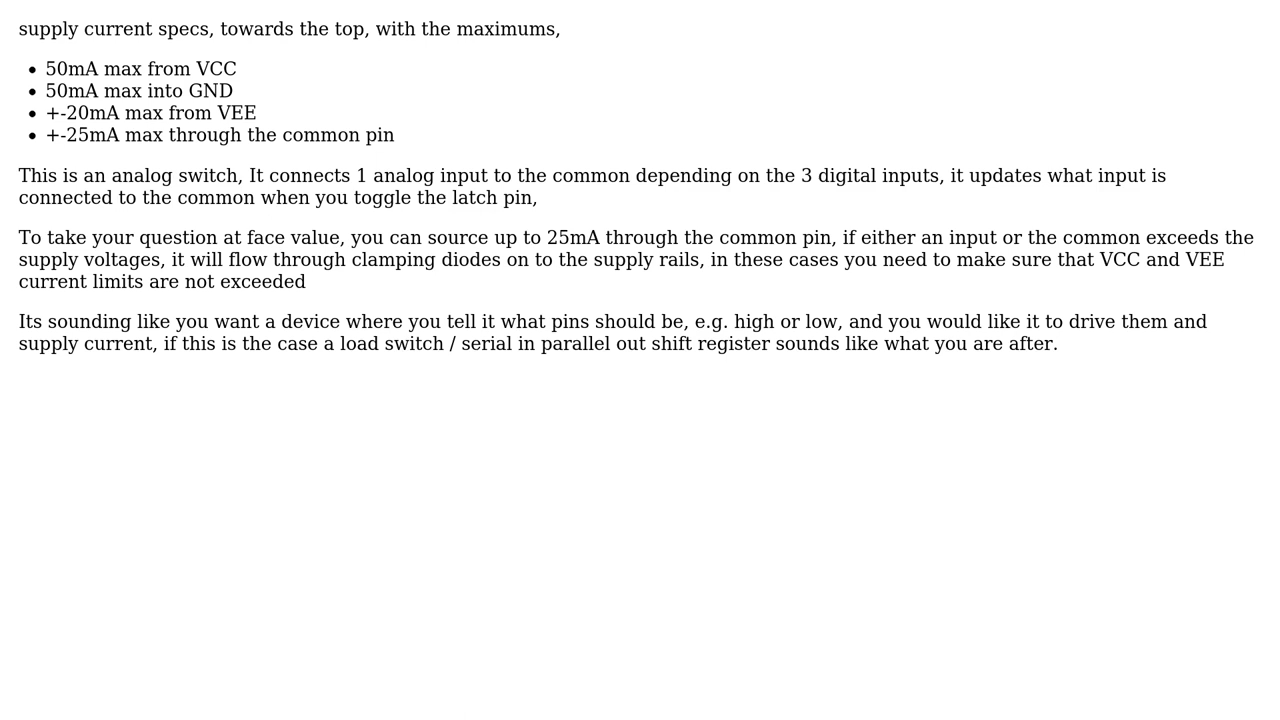 supply current specs, towards the top, with the maximums,
• 50mA max from VCC
• 50mA max into GND
• +-20mA max from VEE
• +-25mA max through the common pin
This is an analog switch, It connects 1 analog input to the common depending on the 3 digital inputs, it updates what input is
connected to the common when you toggle the latch pin,
To take your question at face value, you can source up to 25mA through the common pin, if either an input or the common exceeds the
supply voltages, it will flow through clamping diodes on to the supply rails, in these cases you need to make sure that VCC and VEE
current limits are not exceeded
Its sounding like you want a device where you tell it what pins should be, e.g. high or low, and you would like it to drive them and
supply current, if this is the case a load switch / serial in parallel out shift register sounds like what you are after.